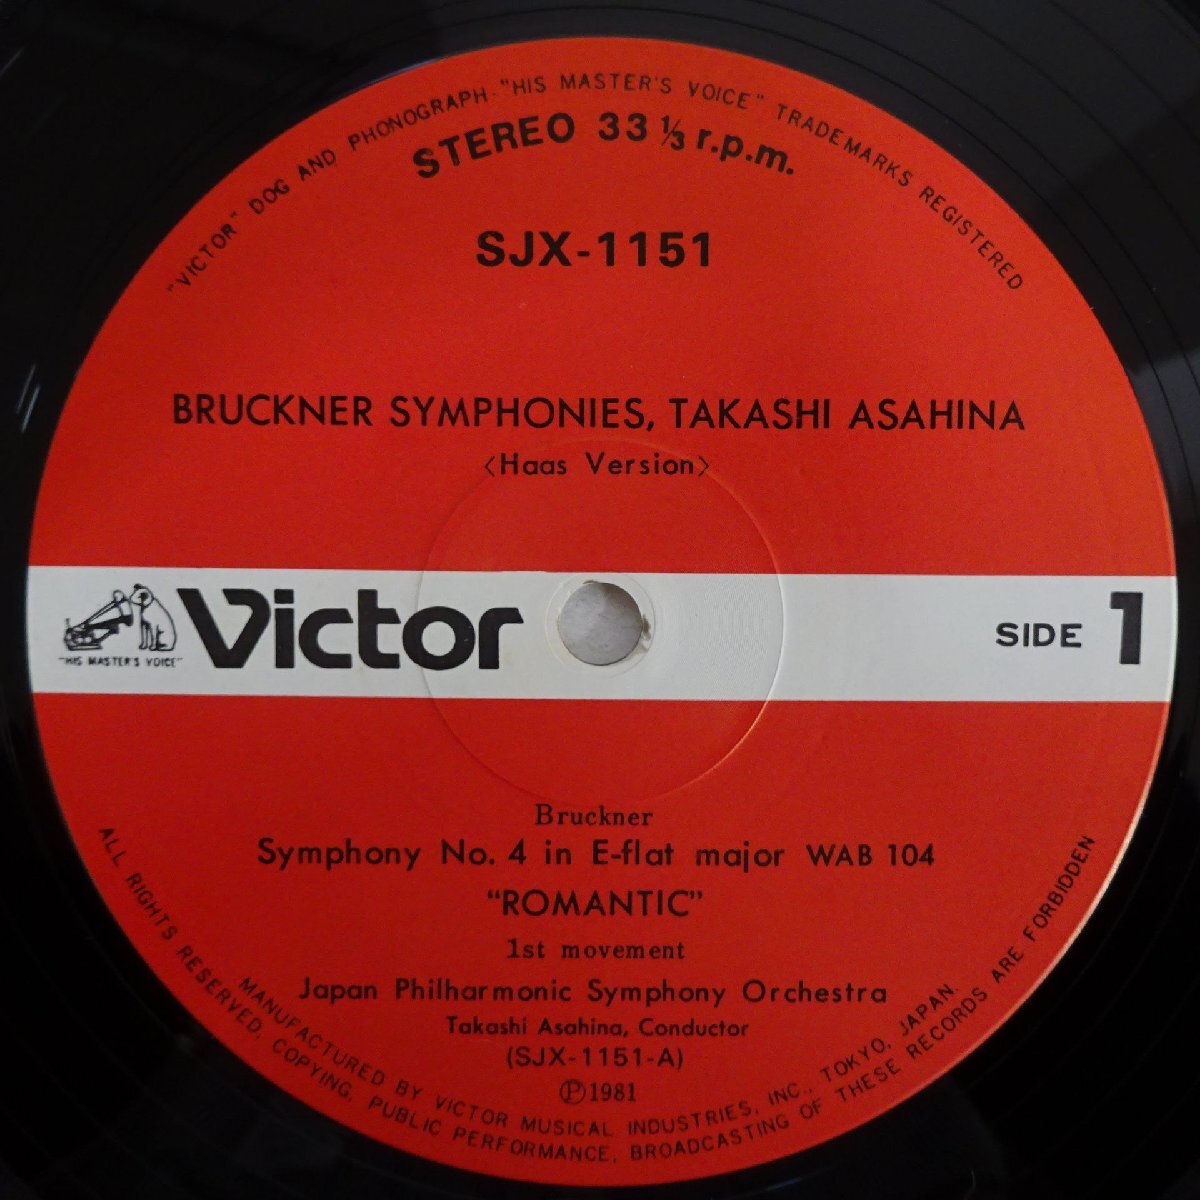 "VICTOR" DOG AND PHONOGRAPH·"HIS MASTER'S VOICE" TRADEMARKS REGISTERED
STEREO 33 1/3 r.p.m.
SJX-1151
BRUCKNER SYMPHONIES, TAKASHI ASAHINA
〈Haas Version〉
"HIS MASTER'S VOICE"
Victor
SIDE 1
Bruckner
Symphony No. 4 in E-flat major WAB 104
"ROMANTIC"
1st movement
Japan Philharmonic Symphony Orchestra
Takashi Asahina, Conductor
(SJX-1151-A)
Ⓟ1981
MANUFACTURED BY VICTOR MUSICAL INDUSTRIES, INC., TOKYO, JAPAN.
ALL RIGHTS RESERVED, COPYING, PUBLIC PERFORMANCE, BROADCASTING OF THESE RECORDS ARE FORBIDDEN